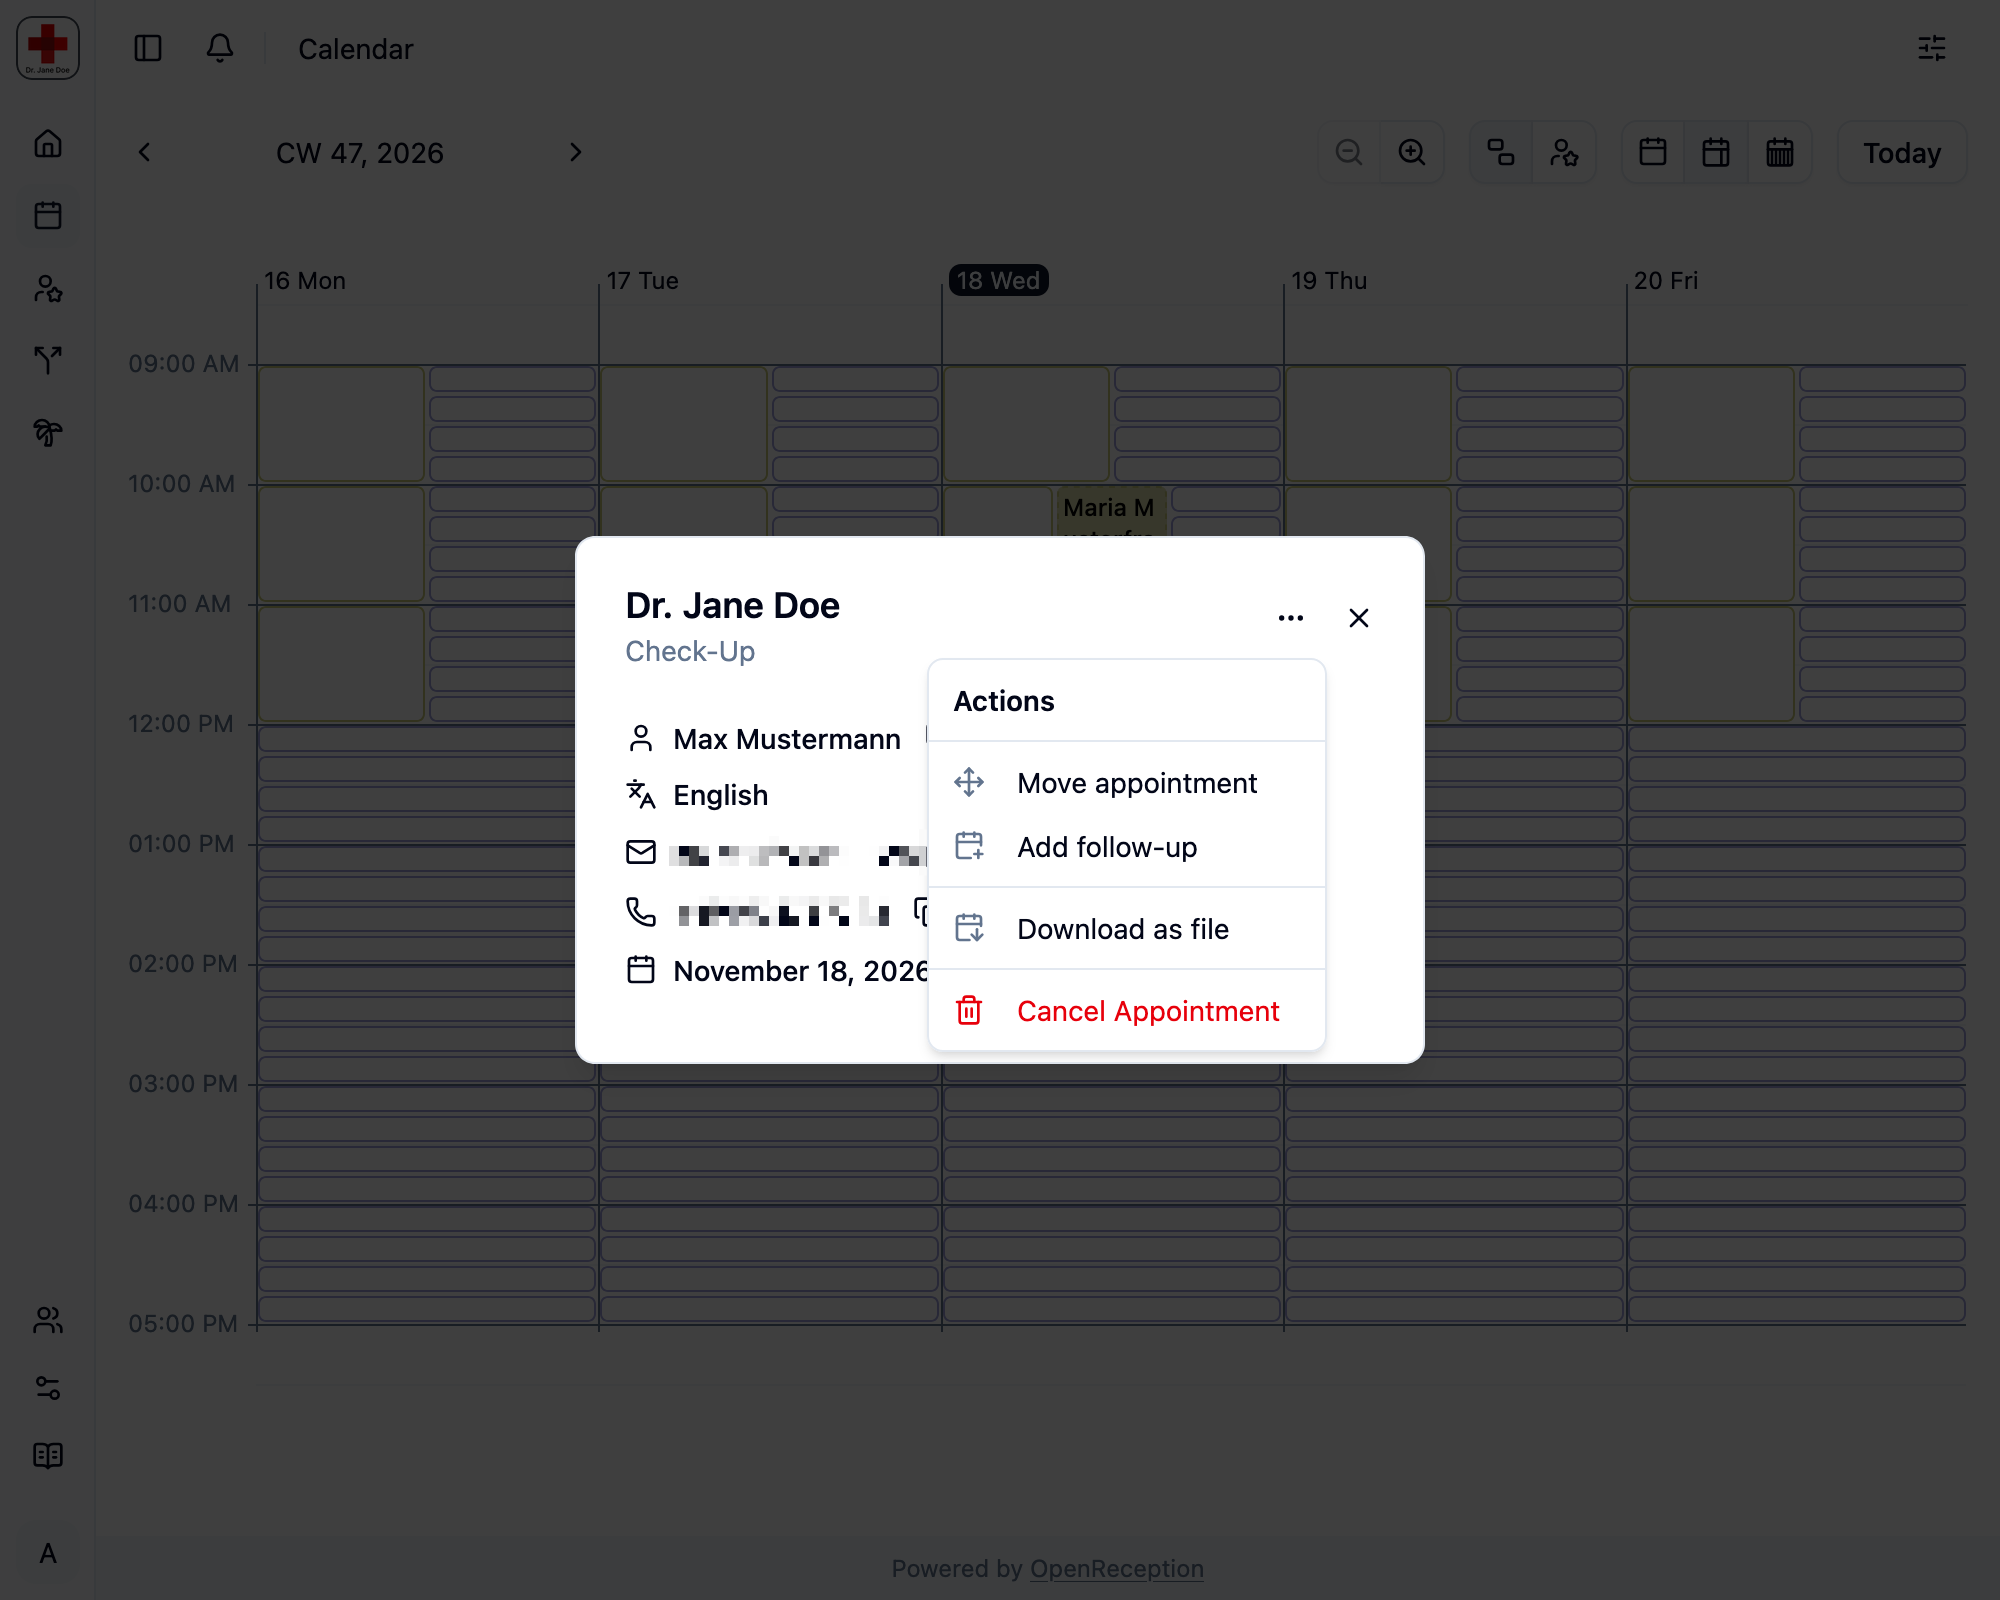 Dr. Jane Doe
Calendar
CW 47, 2026
Today
16 Mon
17 Tue
18 Wed
19 Thu
20 Fri
09:00 AM
10:00 AM
Maria M
11:00 AM
12:00 PM
01:00 PM
02:00 PM
03:00 PM
04:00 PM
05:00 PM
Dr. Jane Doe
Check-Up
Max Mustermann
English
November 18, 2026
Actions
Move appointment
Add follow-up
Download as file
Cancel Appointment
A
Powered by OpenReception